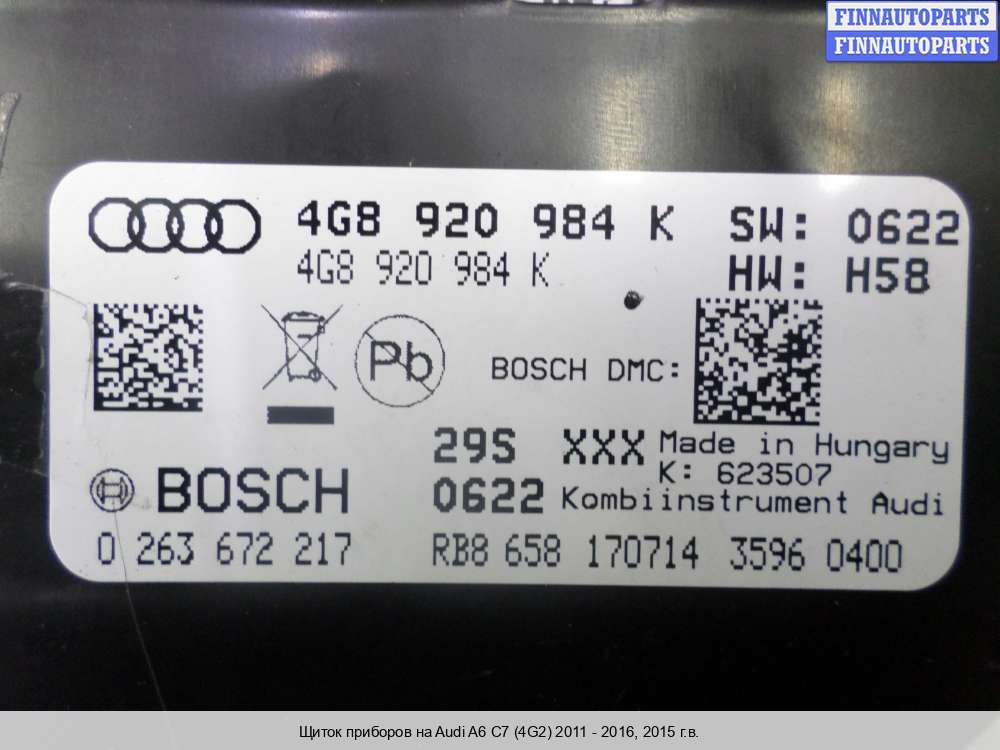 FINNAUTOPARTS
FINNAUTOPARTS
4G8 920 984 K SW: 0622
4G8 920 984 K HW: H58
Pb
BOSCH DMC:
29S XXX Made in Hungary
K: 623507
BOSCH 0622 Kombiinstrument Audi
0 263 672 217 RB8 658 170714 3596 0400
Щиток приборов на Audi A6 C7 (4G2) 2011 - 2016, 2015 г.в.